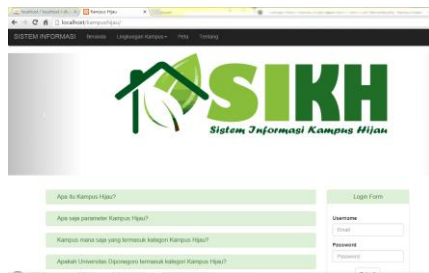 Kampus Hijau
localhost/kampushijau/
SISTEM INFORMASI Beranda Lingkungan Kampus Peta Tentang
SIKH
Sistem Informasi Kampus Hijau
Apa itu Kampus Hijau?
Login Form
Apa saja parameter Kampus Hijau?
Username
Email
Kampus mana saja yang termasuk kategori Kampus Hijau?
Password
Password
Apakah Universitas Diponegoro termasuk kategori Kampus Hijau?